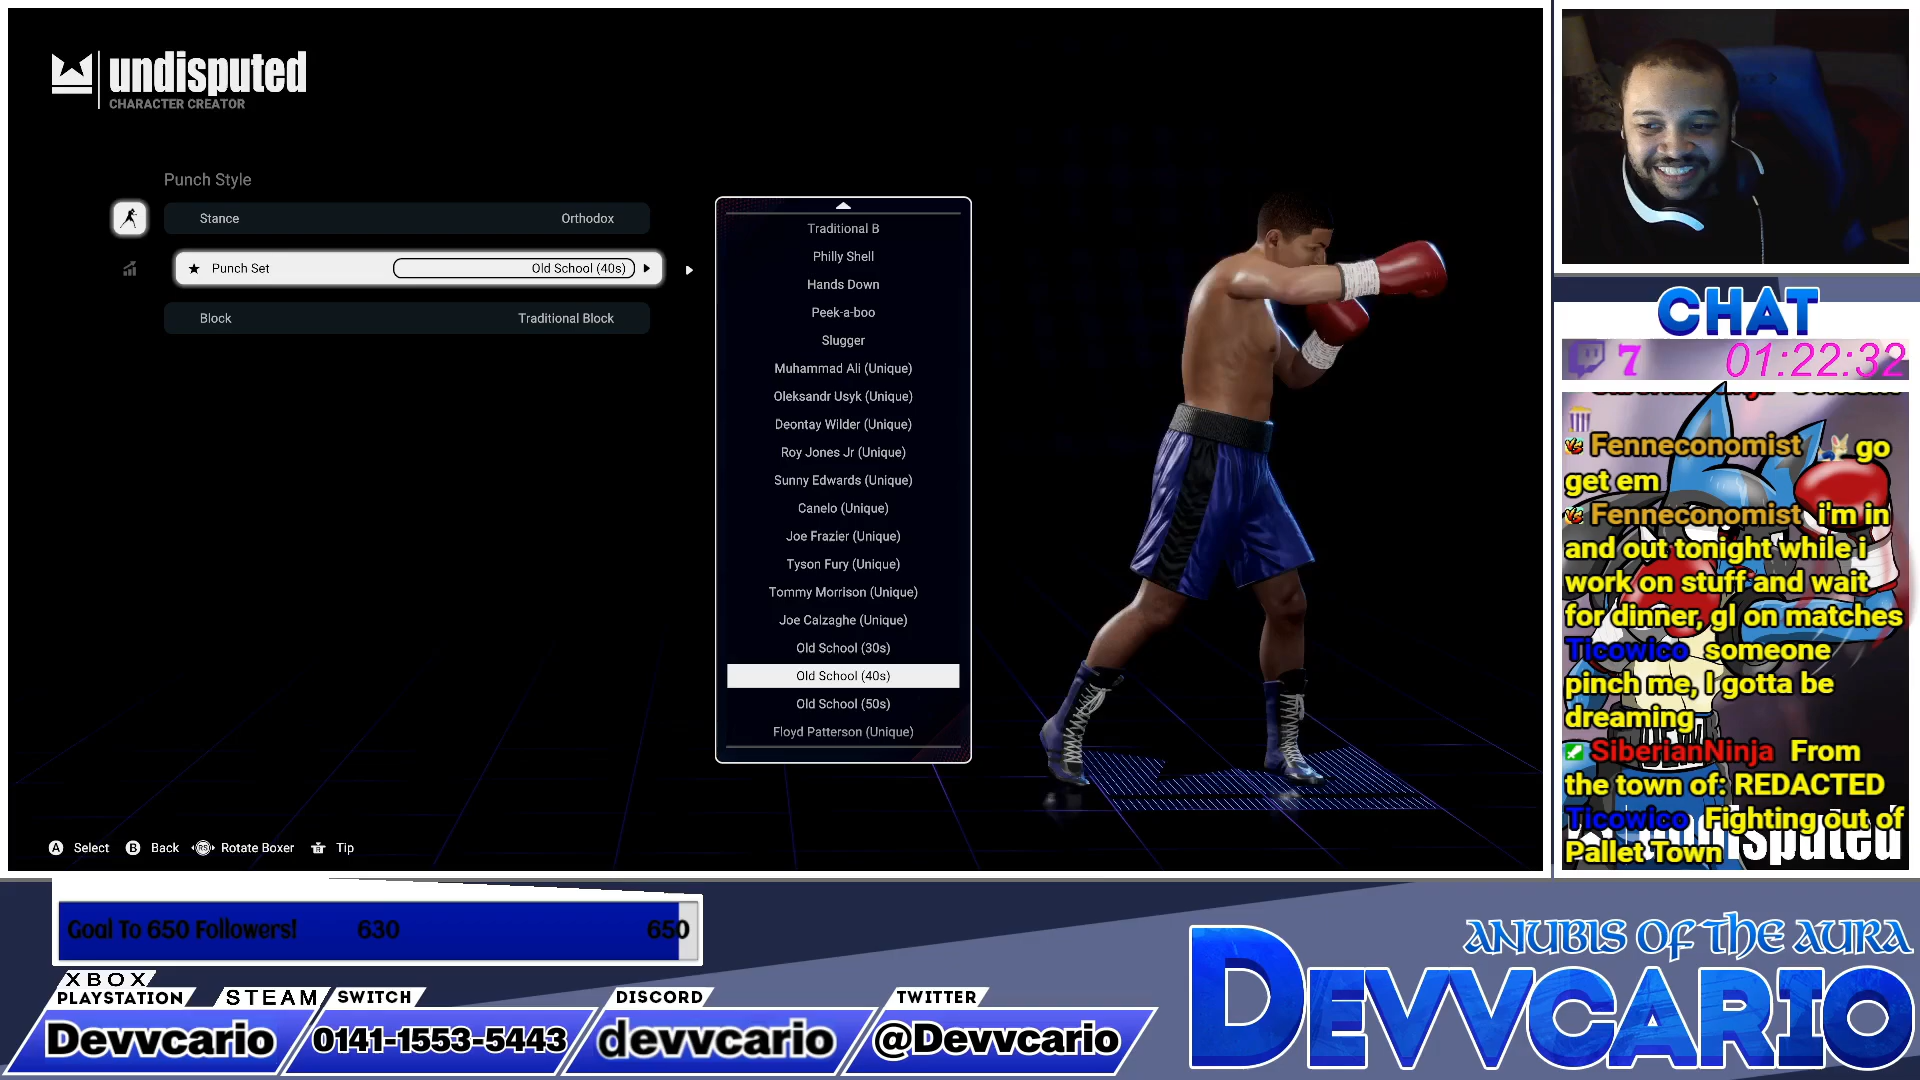 undisputed
CHARACTER CREATOR
Punch Style
Stance Orthodox
Punch Set Old School (40s)
Block Traditional Block
Traditional B
Philly Shell
Hands Down
Peek-a-boo
Slugger
Muhammad Ali (Unique)
Oleksandr Usyk (Unique)
Deontay Wilder (Unique)
Roy Jones Jr (Unique)
Sunny Edwards (Unique)
Canelo (Unique)
Joe Frazier (Unique)
Tyson Fury (Unique)
Tommy Morrison (Unique)
Joe Calzaghe (Unique)
Old School (30s)
Old School (40s)
Old School (50s)
Floyd Patterson (Unique)
A Select B Back RS Rotate Boxer Tip
CHAT
7 01:22:32
Fenneconomist go
get em
Fenneconomist i'm in
and out tonight while i
work on stuff and wait
for dinner, gl on matches
Ticowico someone
pinch me, I gotta be
dreaming
SiberianNinja From
the town of: REDACTED
Ticowico Fighting out of
Pallet Town
Goal To 650 Followers! 630 650
XBOX
PLAYSTATION STEAM SWITCH DISCORD TWITTER
Devvcario 0141-1553-5443 devvcario @Devvcario
ANUBIS OF THE AURA
DEVVCARIO